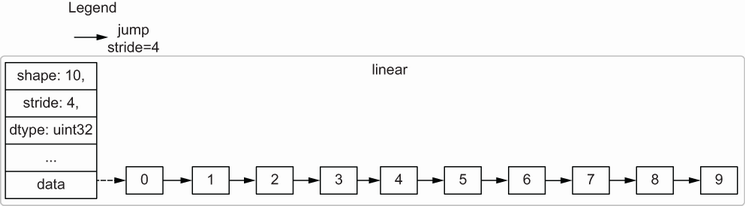 Legend
jump
stride=4
linear
shape: 10,
stride: 4,
dtype: uint32
...
data
0 1 2 3 4 5 6 7 8 9